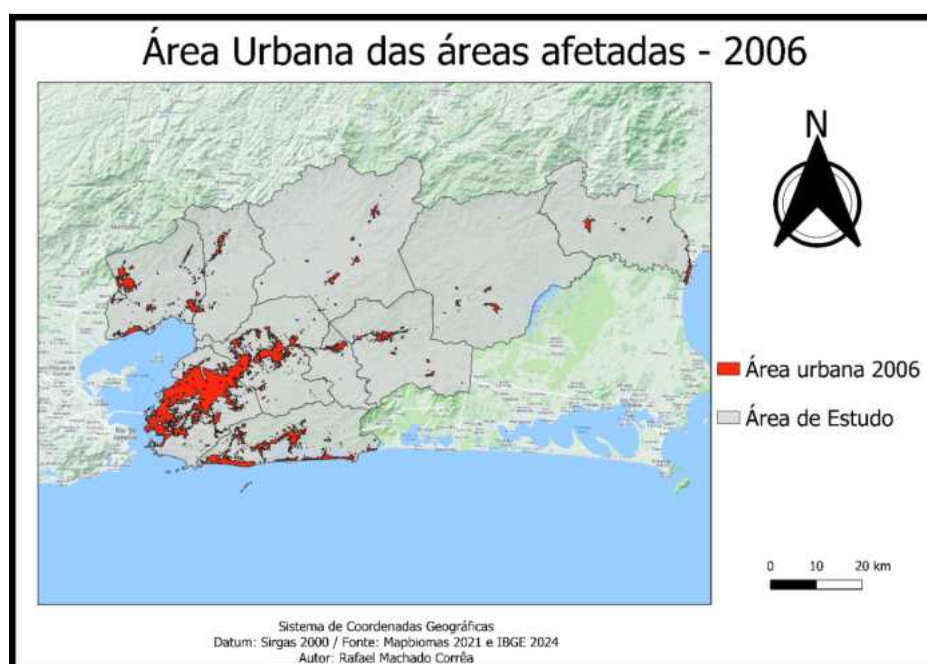 Área Urbana das áreas afetadas - 2006
N
Área urbana 2006
Área de Estudo
0 10 20 km
Sistema de Coordenadas Geográficas
Datum: Sirgas 2000 / Fonte: Mapbiomas 2021 e IBGE 2024
Autor: Rafael Machado Corrêa